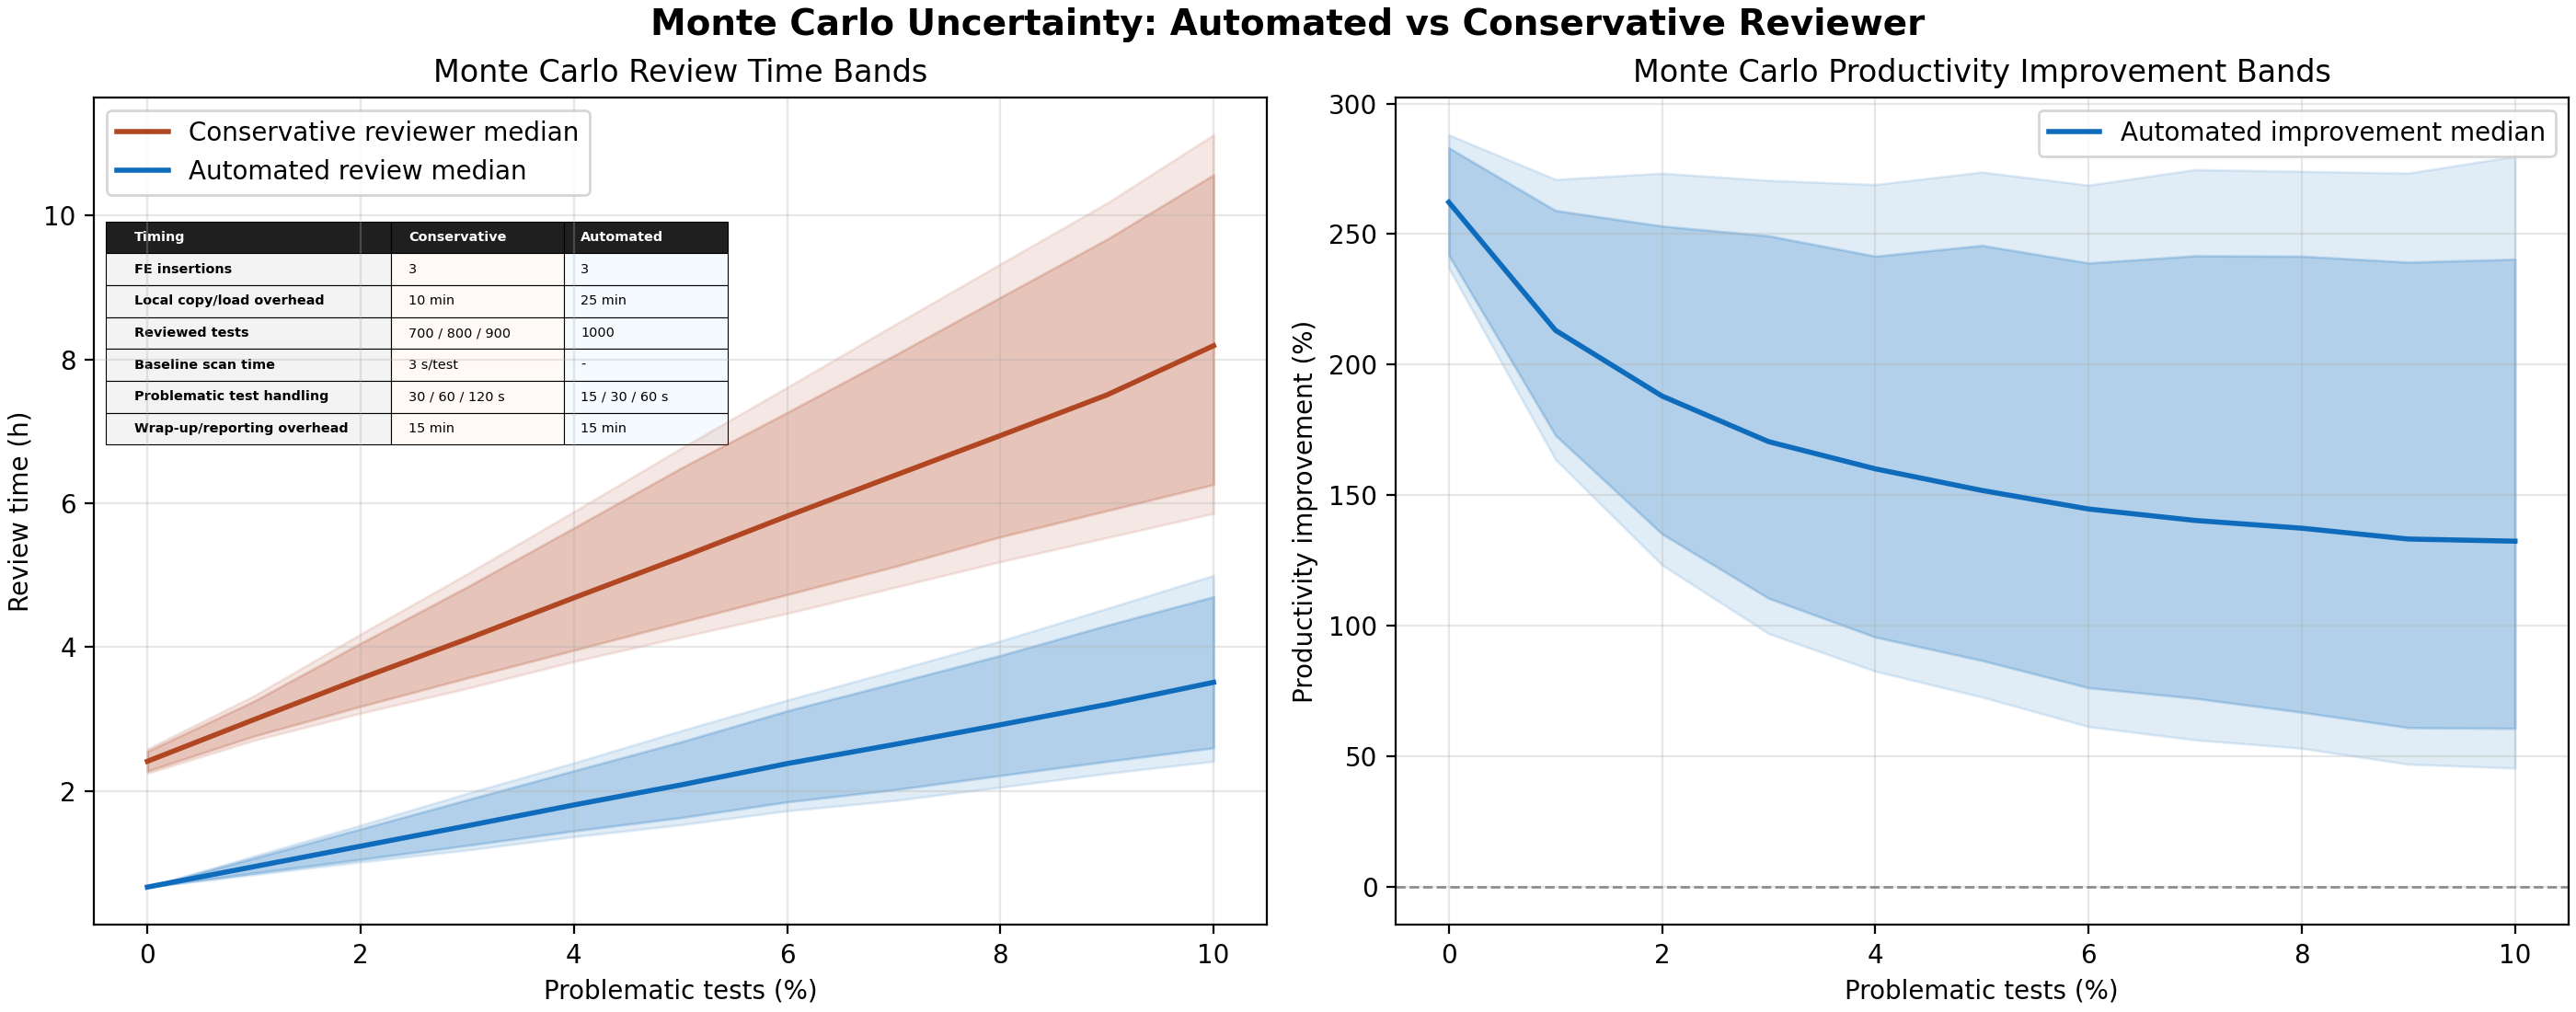 Monte Carlo Uncertainty: Automated vs Conservative Reviewer
Monte Carlo Review Time Bands
Conservative reviewer median
Automated review median
Timing Conservative Automated
FE insertions 3 3
Local copy/load overhead 10 min 25 min
Reviewed tests 700 / 800 / 900 1000
Baseline scan time 3 s/test -
Problematic test handling 30 / 60 / 120 s 15 / 30 / 60 s
Wrap-up/reporting overhead 15 min 15 min
Review time (h)
10
8
6
4
2
0 2 4 6 8 10
Problematic tests (%)
Monte Carlo Productivity Improvement Bands
Automated improvement median
Productivity improvement (%)
300
250
200
150
100
50
0
0 2 4 6 8 10
Problematic tests (%)